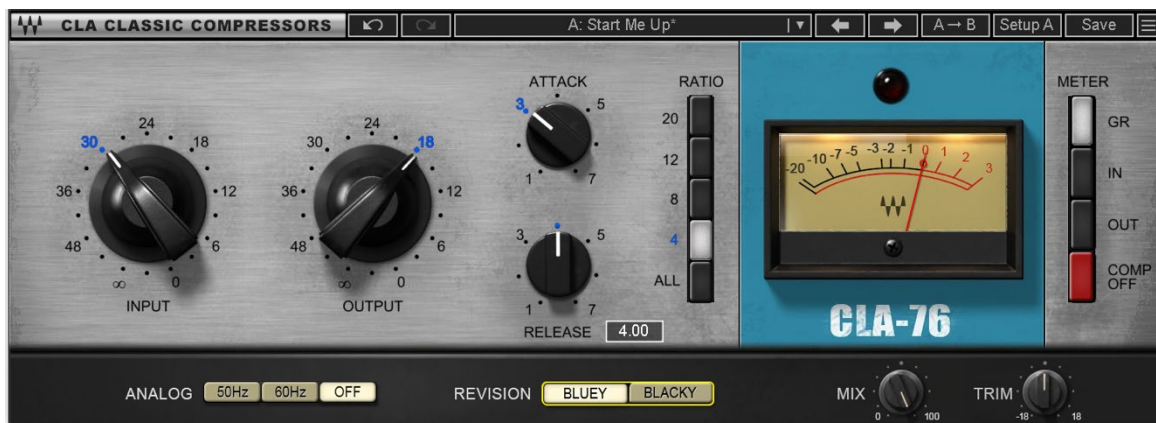 CLA CLASSIC COMPRESSORS A: Start Me Up* A→B Setup A Save
ATTACK RATIO METER
3 5
1 7
24
30 18
36 12
48 6
∞ 0
INPUT
24
30 18
36 12
48 6
∞ 0
OUTPUT
3 5
1 7
RELEASE 4.00
20
12
8
4
ALL
-20 -10 -7 -5 -3 -2 -1 0 1 2 3
CLA-76
GR
IN
OUT
COMP
OFF
ANALOG 50Hz 60Hz OFF REVISION BLUEY BLACKY MIX 0 100 TRIM -18 18